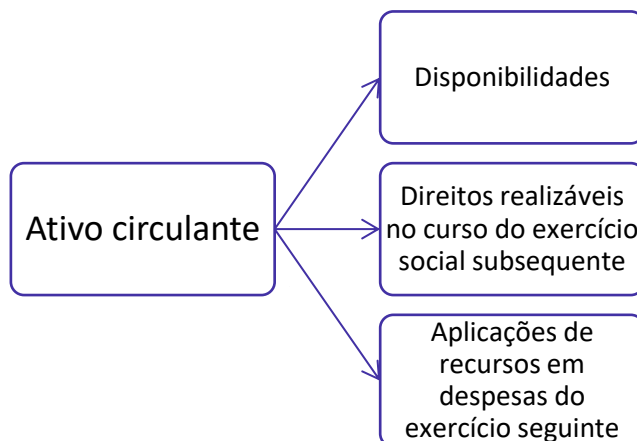 Ativo circulante
Disponibilidades
Direitos realizáveis
no curso do exercício
social subsequente
Aplicações de
recursos em
despesas do
exercício seguinte